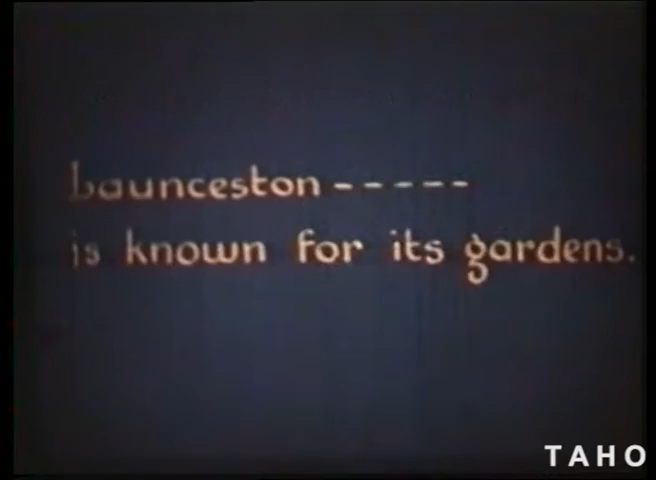 Launceston -----
is known for its gardens.
TAHO